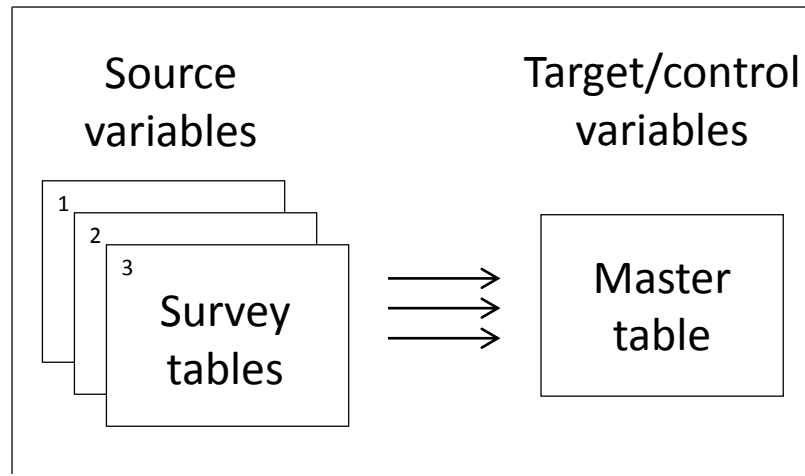 Source
variables
Target/control
variables
1
2
3
Survey
tables
Master
table